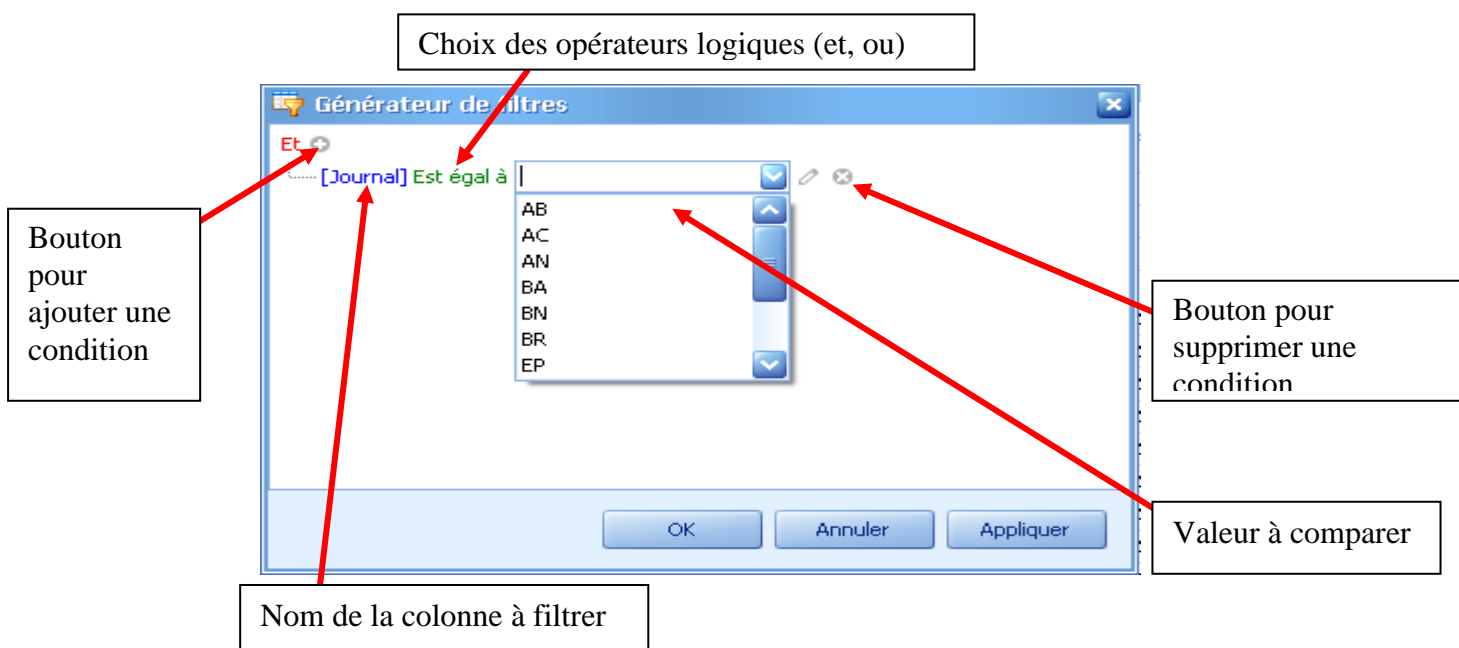 Choix des opérateurs logiques (et, ou)
Générateur de filtres
Et
[Journal] Est égal à
AB
AC
AN
BA
BN
BR
EP
Bouton
pour
ajouter une
condition
Bouton pour
supprimer une
condition
OK
Annuler
Appliquer
Valeur à comparer
Nom de la colonne à filtrer